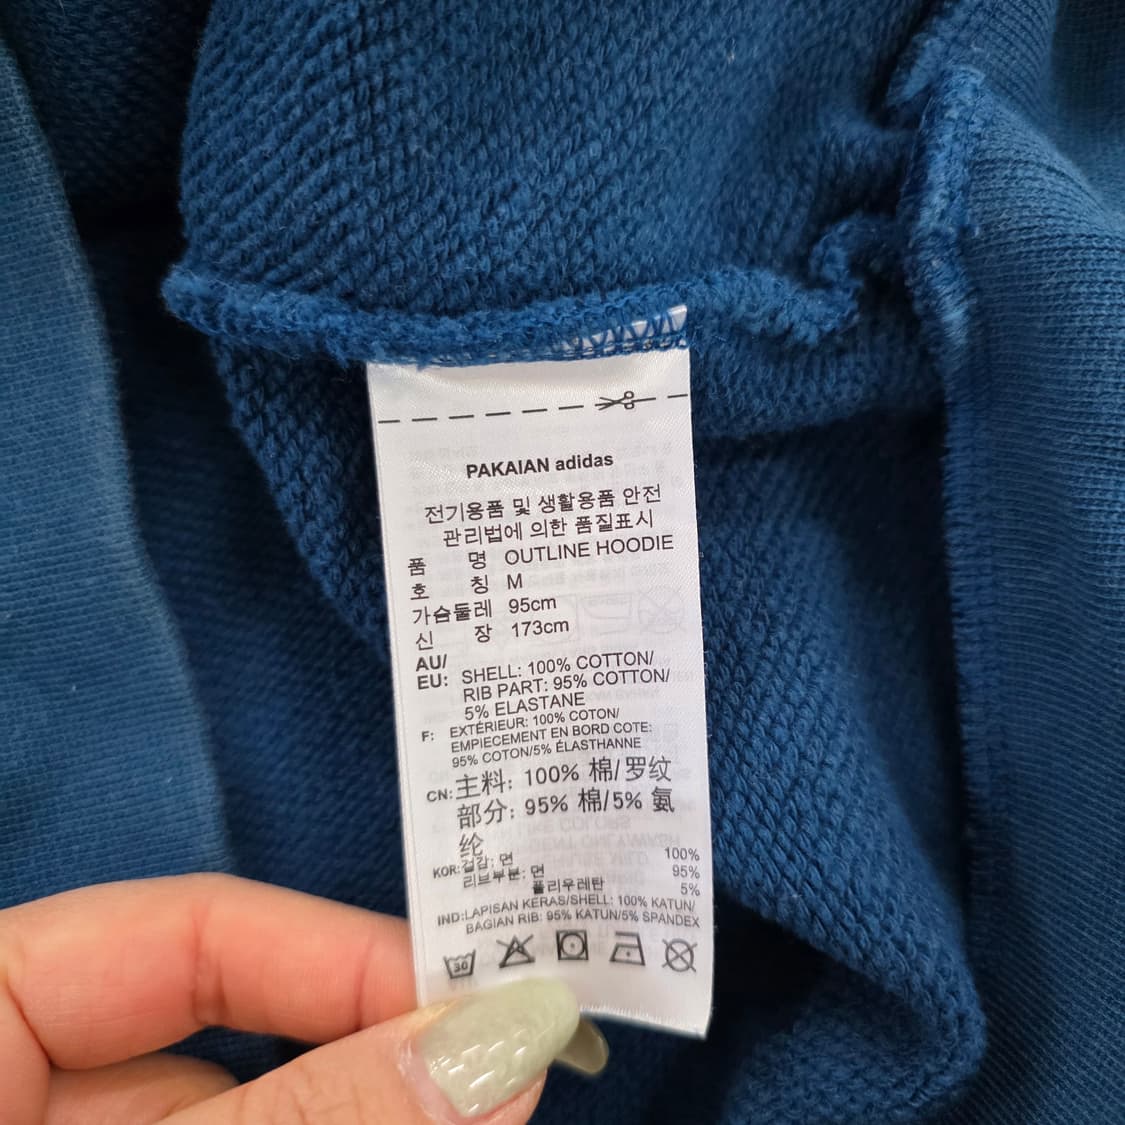 PAKAIAN adidas
전기용품 및 생활용품 안전
관리법에 의한 품질표시
품 명 OUTLINE HOODIE
호 칭 M
가슴둘레 95cm
신 장 173cm
AU/
EU: SHELL: 100% COTTON/
RIB PART: 95% COTTON/
5% ELASTANE
F: EXTÉRIEUR: 100% COTON/
EMPIECEMENT EN BORD COTE:
95% COTON/5% ÉLASTHANNE
CN: 主料: 100% 棉/罗纹
部分: 95% 棉/5% 氨
纶
KOR:겉감: 면 100%
리브부분: 면 95%
폴리우레탄 5%
IND:LAPISAN KERAS/SHELL: 100% KATUN/
BAGIAN RIB: 95% KATUN/5% SPANDEX
30